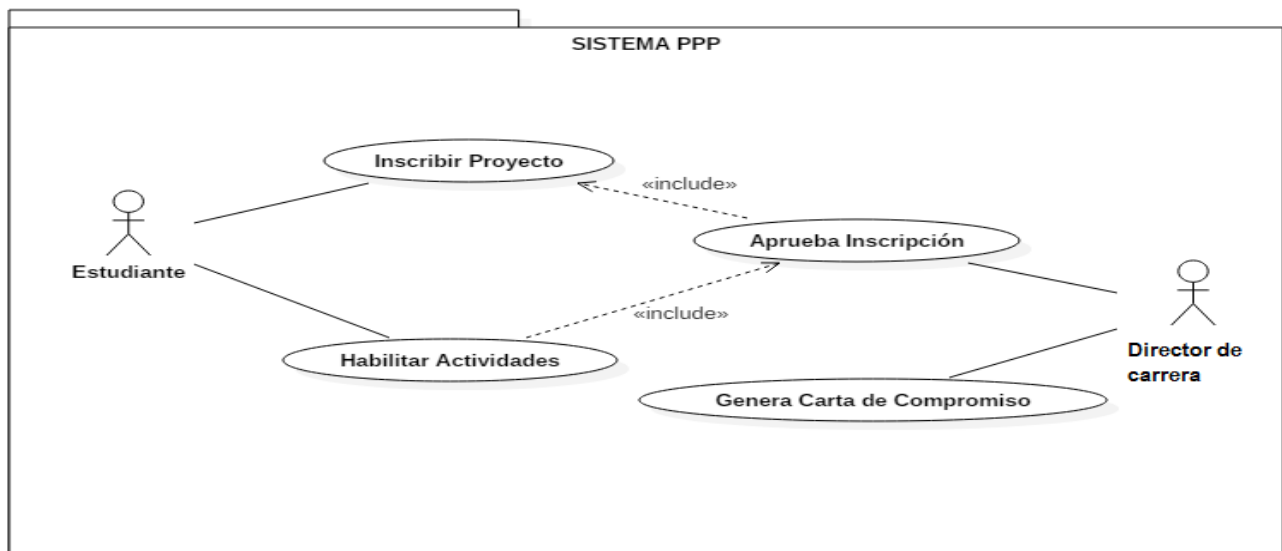 SISTEMA PPP
Inscribir Proyecto
«include»
Aprueba Inscripción
Estudiante
«include»
Habilitar Actividades
Director de
carrera
Genera Carta de Compromiso